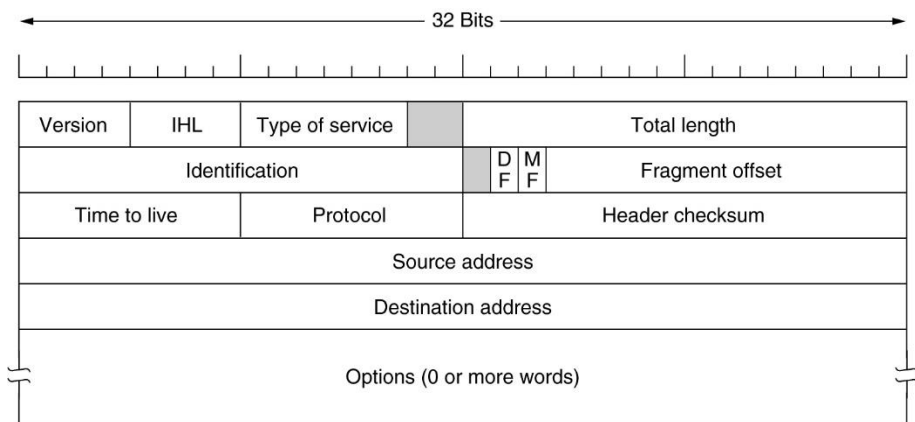 32 Bits
Version IHL Type of service Total length
Identification D F M F Fragment offset
Time to live Protocol Header checksum
Source address
Destination address
Options (0 or more words)